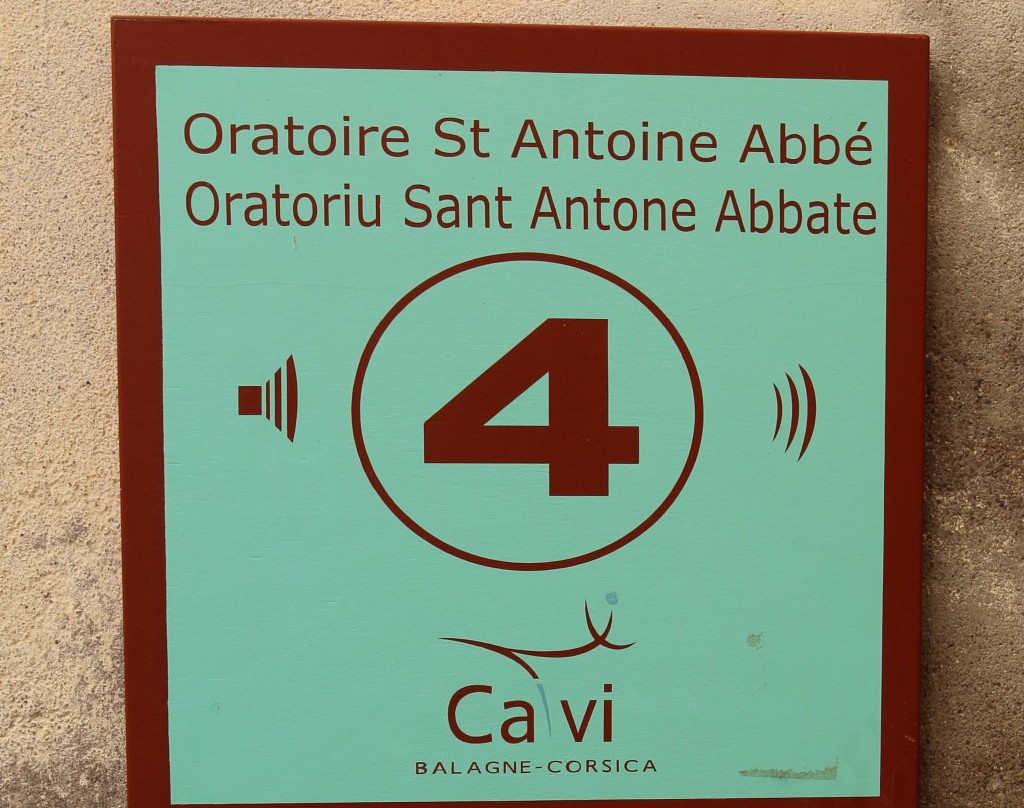 Oratoire St Antoine Abbé
Oratoriu Sant Antone Abbate
4
Calvi
BALAGNE-CORSICA